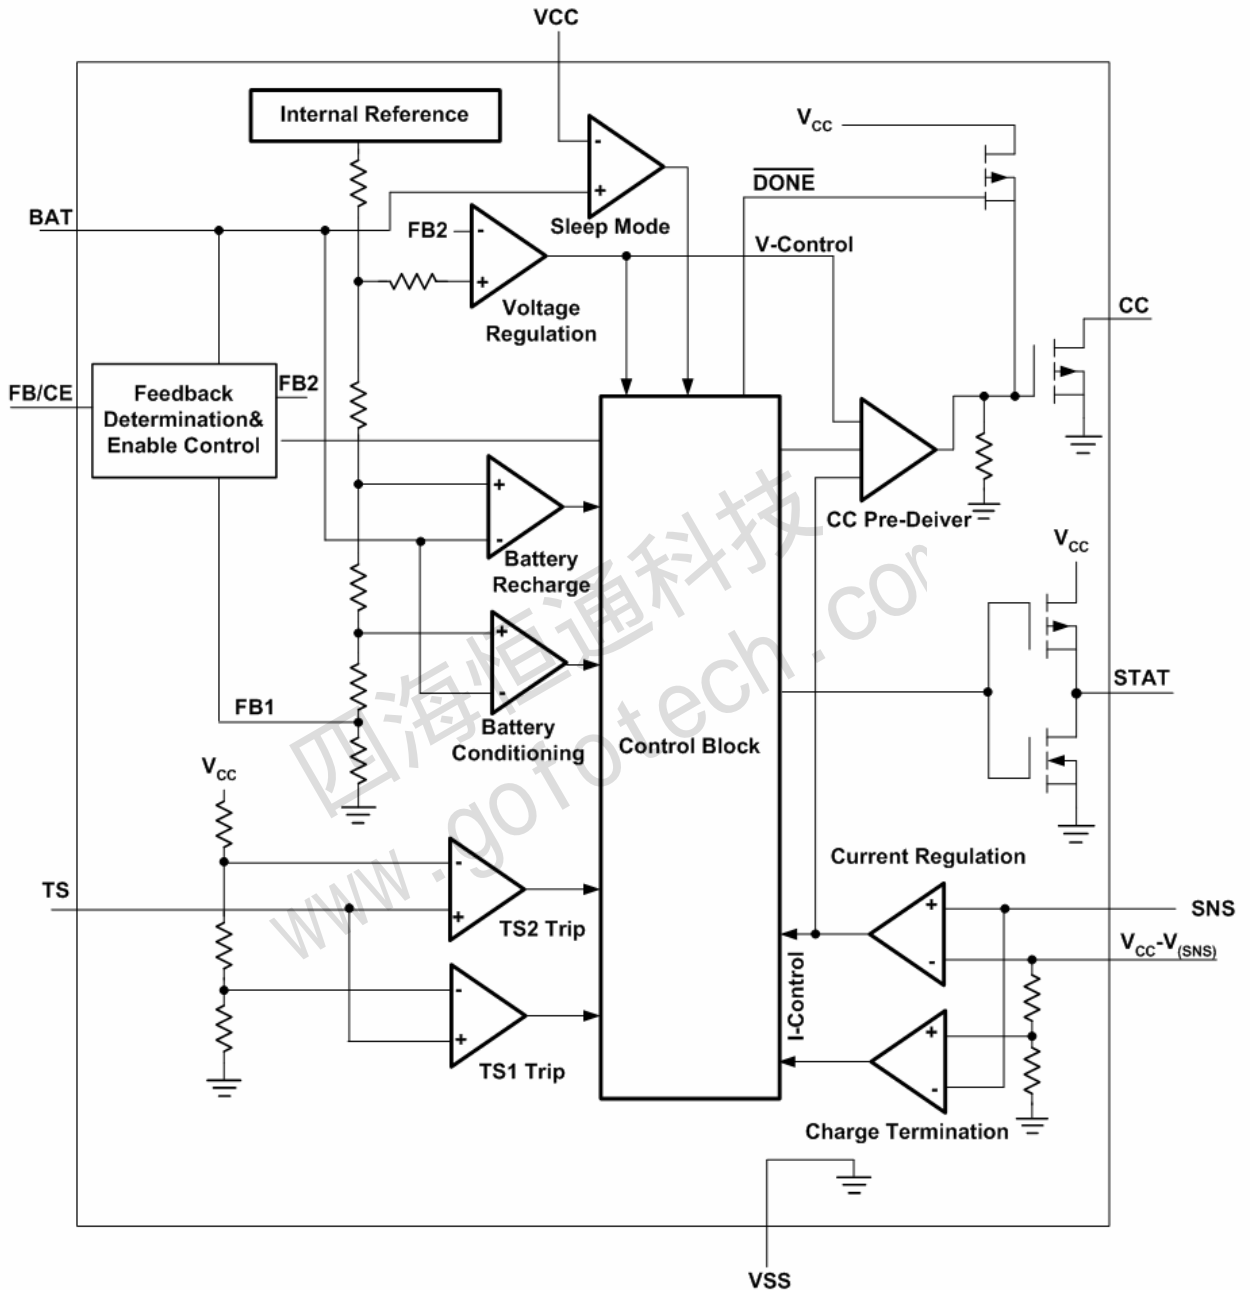 VCC
Internal Reference
VCC
DONE
BAT
FB2
Sleep Mode
V-Control
Voltage
Regulation
CC
FB/CE
Feedback
Determination&
Enable Control
FB2
CC Pre-Deiver
Battery
Recharge
VCC
FB1
Battery
Conditioning
Control Block
STAT
VCC
TS
TS2 Trip
TS1 Trip
Current Regulation
SNS
VCC-V(SNS)
I-Control
Charge Termination
VSS
四海恒通科技
www.gofotech.com